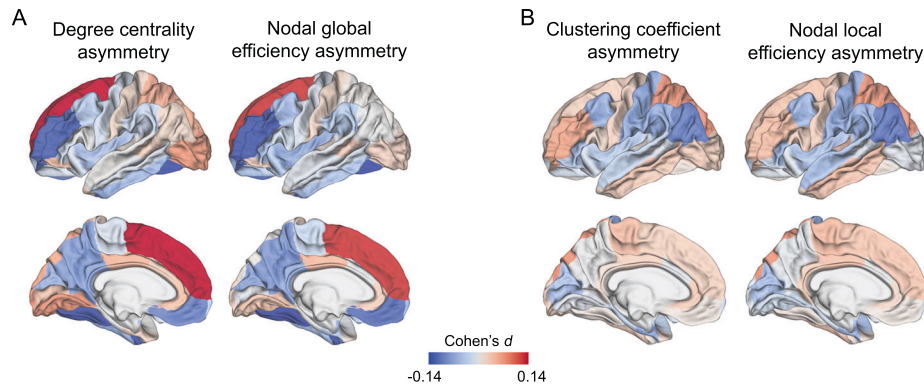 A
Degree centrality
asymmetry
Nodal global
efficiency asymmetry
B
Clustering coefficient
asymmetry
Nodal local
efficiency asymmetry
Cohen's d
-0.14
0.14